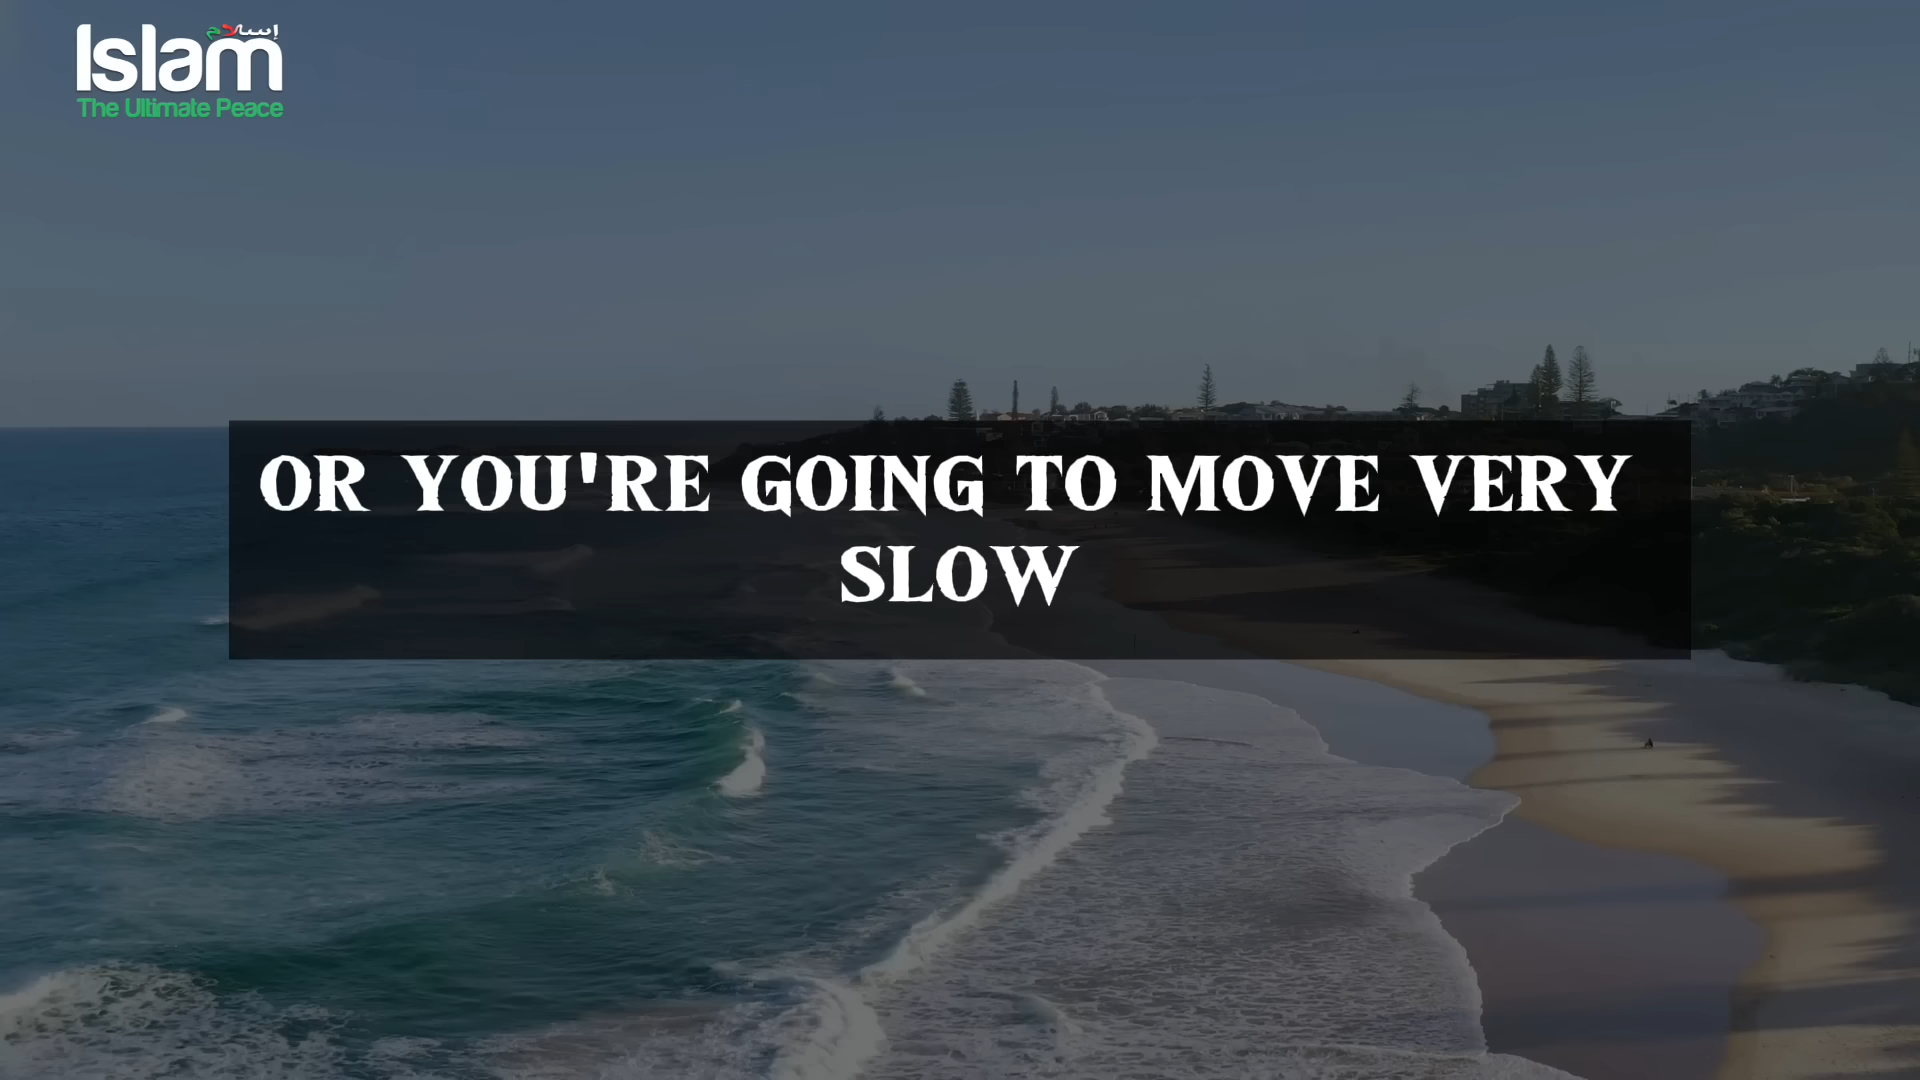 إسلام
Islam
The Ultimate Peace
OR YOU'RE GOING TO MOVE VERY
SLOW